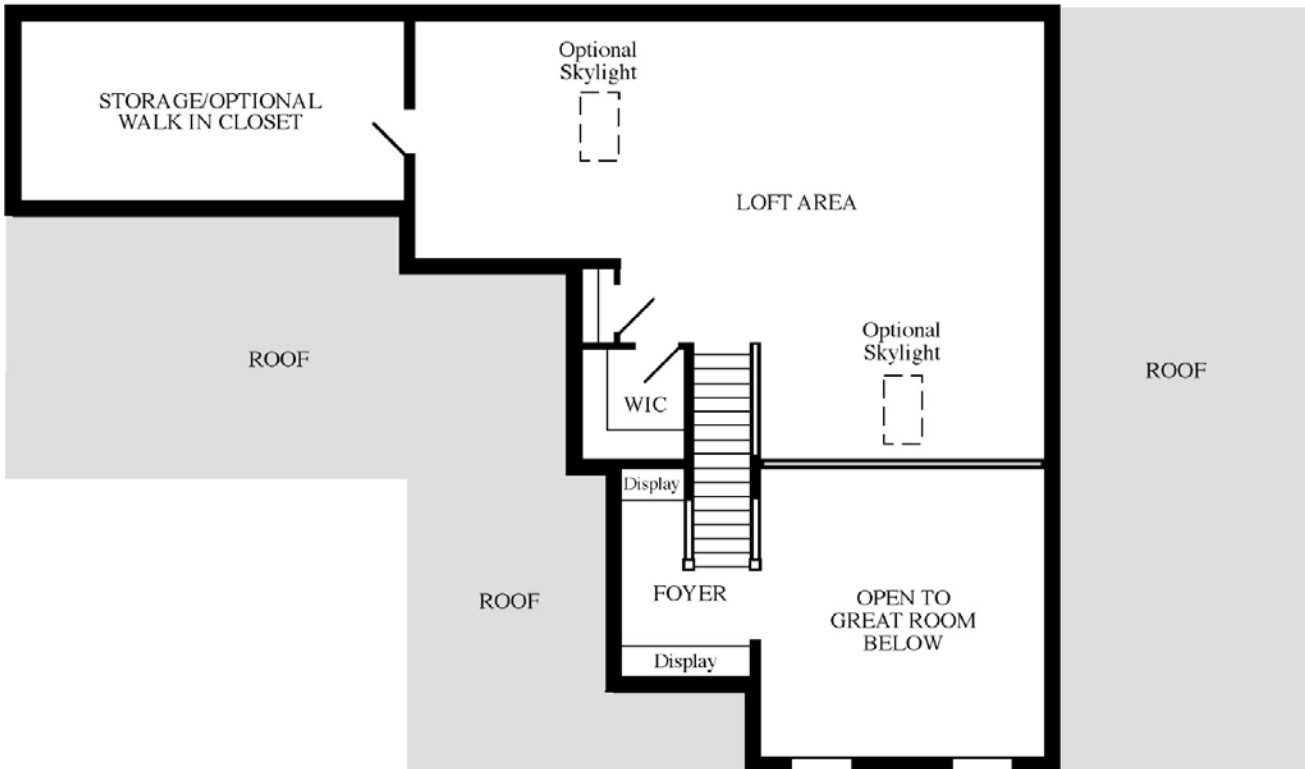 Optional
Skylight
STORAGE/OPTIONAL
WALK IN CLOSET
LOFT AREA
Optional
Skylight
ROOF
ROOF
WIC
Display
FOYER
ROOF
OPEN TO
GREAT ROOM
BELOW
Display